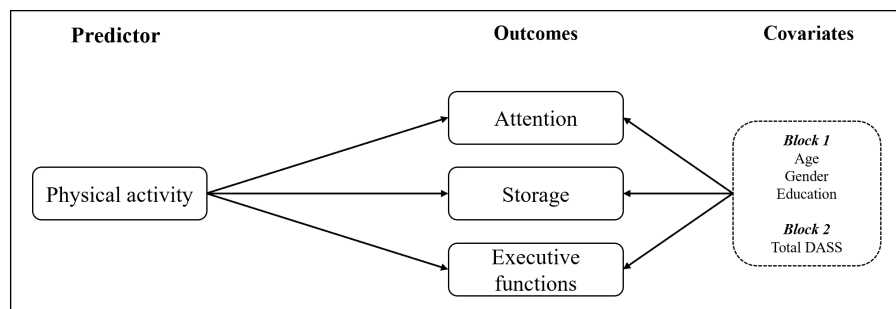 Predictor
Outcomes
Covariates
Physical activity
Attention
Storage
Executive
functions
Block 1
Age
Gender
Education
Block 2
Total DASS